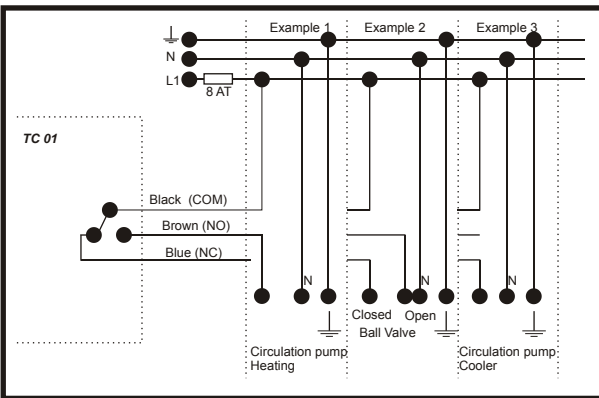 Example 1 Example 2 Example 3
N
L1
8 AT
TC 01
Black (COM)
Brown (NO)
Blue (NC)
N N N
Closed Open
Ball Valve
Circulation pump
Heating
Circulation pump
Cooler